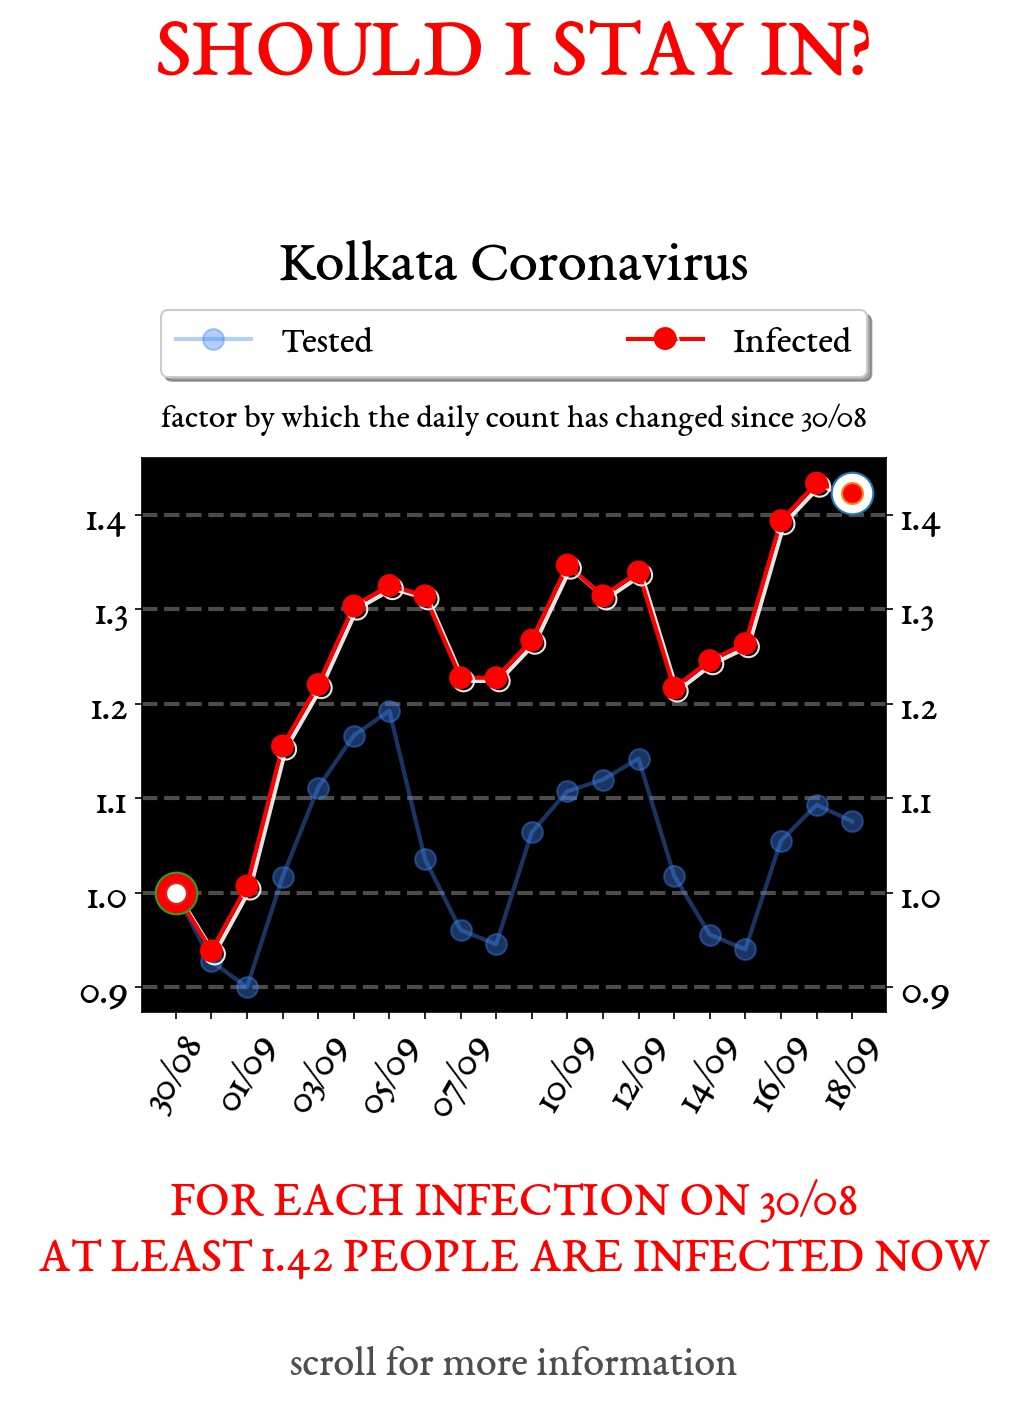 SHOULD I STAY IN?
Kolkata Coronavirus
Tested Infected
factor by which the daily count has changed since 30/08
1.4 1.4
1.3 1.3
1.2 1.2
1.1 1.1
1.0 1.0
0.9 0.9
30/08 01/09 03/09 05/09 07/09 10/09 12/09 14/09 16/09 18/09
FOR EACH INFECTION ON 30/08
AT LEAST 1.42 PEOPLE ARE INFECTED NOW
scroll for more information